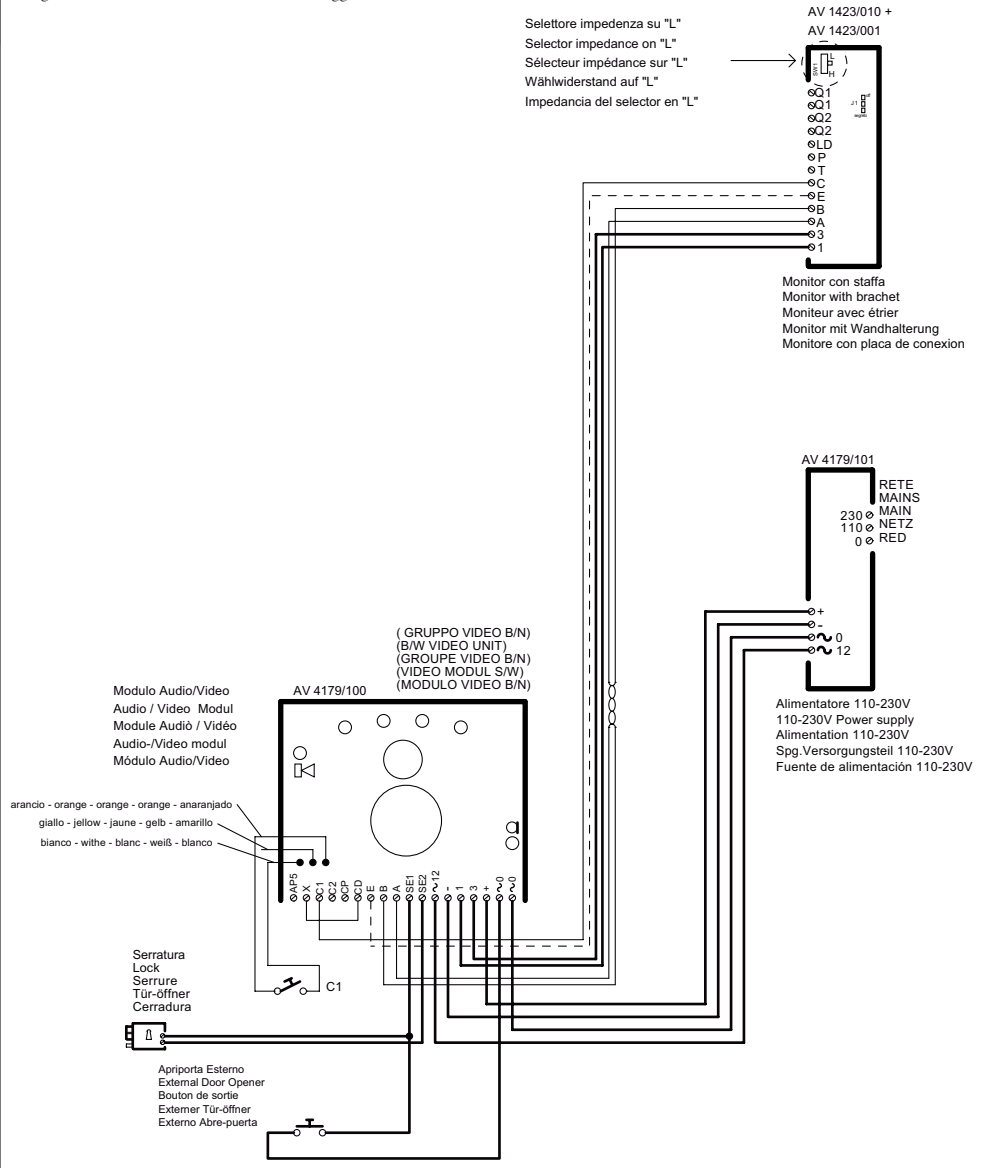 Selettore impedenza su "L"
Selector impedance on "L"
Sélecteur impédance sur "L"
Wählwiderstand auf "L"
Impedancia del selector en "L"
AV 1423/010 +
AV 1423/001
SW1
L
H
J1
off
segreto
Q1
Q1
Q2
Q2
LD
P
T
C
E
B
A
3
1
Monitor con staffa
Monitor with brachet
Moniteur avec étrier
Monitor mit Wandhalterung
Monitore con placa de conexion
AV 4179/101
RETE
MAINS
MAIN
NETZ
RED
230
110
0
+
-
0
12
Alimentatore 110-230V
110-230V Power supply
Alimentation 110-230V
Spg.Versorgungsteil 110-230V
Fuente de alimentación 110-230V
( GRUPPO VIDEO B/N)
(B/W VIDEO UNIT)
(GROUPE VIDEO B/N)
(VIDEO MODUL S/W)
(MODULO VIDEO B/N)
AV 4179/100
Modulo Audio/Video
Audio / Video Modul
Module Audiò / Vidéo
Audio-/Video modul
Módulo Audio/Video
arancio - orange - orange - orange - anaranjado
giallo - jellow - jaune - gelb - amarillo
bianco - withe - blanc - weiß - blanco
AP5
X
C1
C2
CP
CD
E
B
A
SE1
SE2
~12
-
1
3
+
~0
~0
C1
Serratura
Lock
Serrure
Tür-öffner
Cerradura
Apriporta Esterno
External Door Opener
Bouton de sortie
Externer Tür-öffner
Externo Abre-puerta